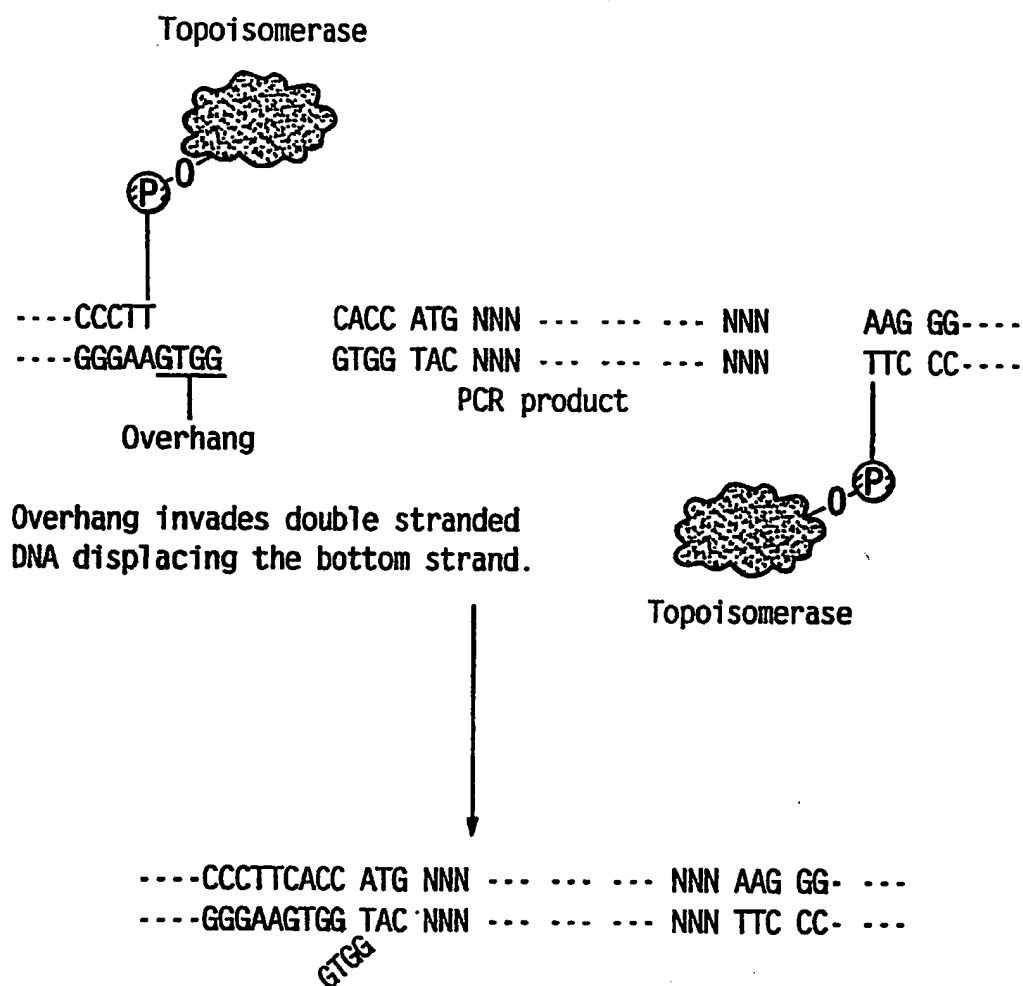 Topoisomerase
P-O
----CCCTT
----GGGAAGTGG
Overhang
CACC ATG NNN --- --- --- NNN
GTGG TAC NNN --- --- --- NNN
PCR product
AAG GG----
TTC CC----
O-P
Topoisomerase
Overhang invades double stranded
DNA displacing the bottom strand.
----CCCTTCACC ATG NNN --- --- --- NNN AAG GG- ---
----GGGAAGTGG TAC NNN --- --- --- NNN TTC CC- ---
GTGG